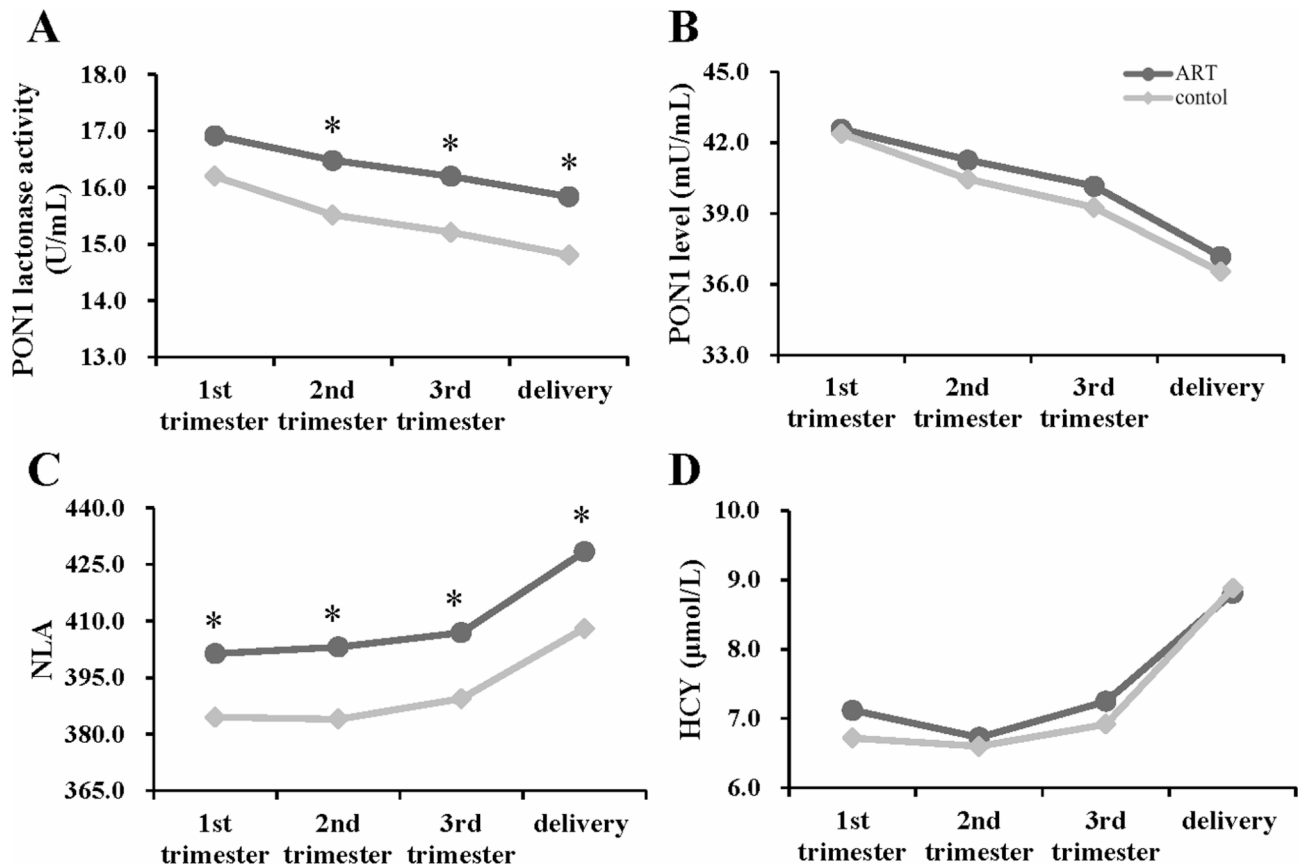 A
PON1 lactonase activity
(U/mL)
18.0
17.0
16.0
15.0
14.0
13.0
*
*
*
1st
trimester
2nd
trimester
3rd
trimester
delivery
B
PON1 level (mU/mL)
45.0
42.0
39.0
36.0
33.0
ART
contol
1st
trimester
2nd
trimester
3rd
trimester
delivery
C
NLA
440.0
425.0
410.0
395.0
380.0
365.0
*
*
*
*
1st
trimester
2nd
trimester
3rd
trimester
delivery
D
HCY (μmol/L)
10.0
9.0
8.0
7.0
6.0
1st
trimester
2nd
trimester
3rd
trimester
delivery